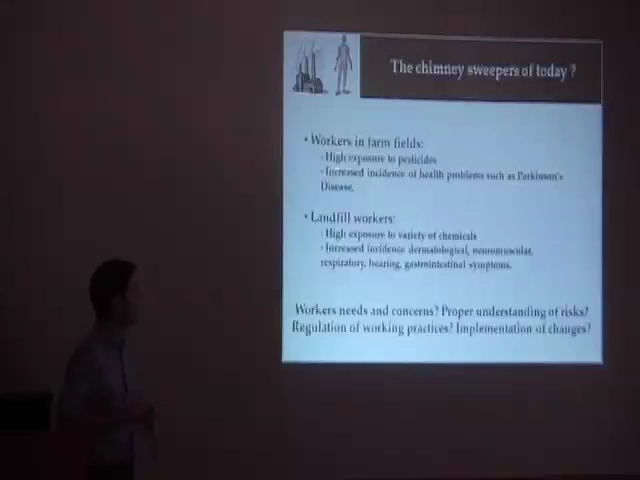 The chimney sweepers of today ?
• Workers in farm fields:
- High exposure to pesticides
- Increased incidence of health problems such as Parkinson's
Disease.
• Landfill workers:
- High exposure to variety of chemicals
- Increased incidence dermatological, neuromuscular,
respiratory, hearing, gastrointestinal symptoms.
Workers needs and concerns? Proper understanding of risks?
Regulation of working practices? Implementation of changes?